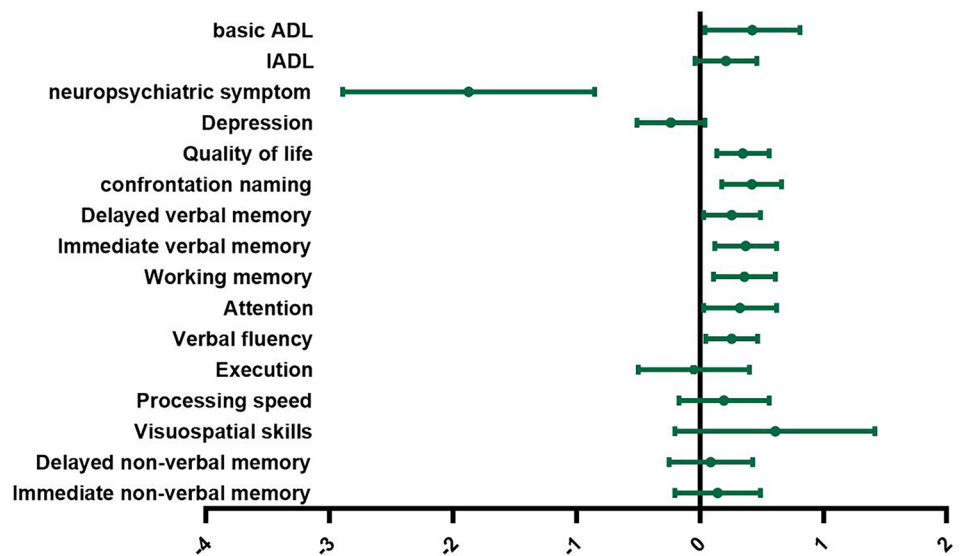 basic ADL
IADL
neuropsychiatric symptom
Depression
Quality of life
confrontation naming
Delayed verbal memory
Immediate verbal memory
Working memory
Attention
Verbal fluency
Execution
Processing speed
Visuospatial skills
Delayed non-verbal memory
Immediate non-verbal memory
-4 -3 -2 -1 0 1 2